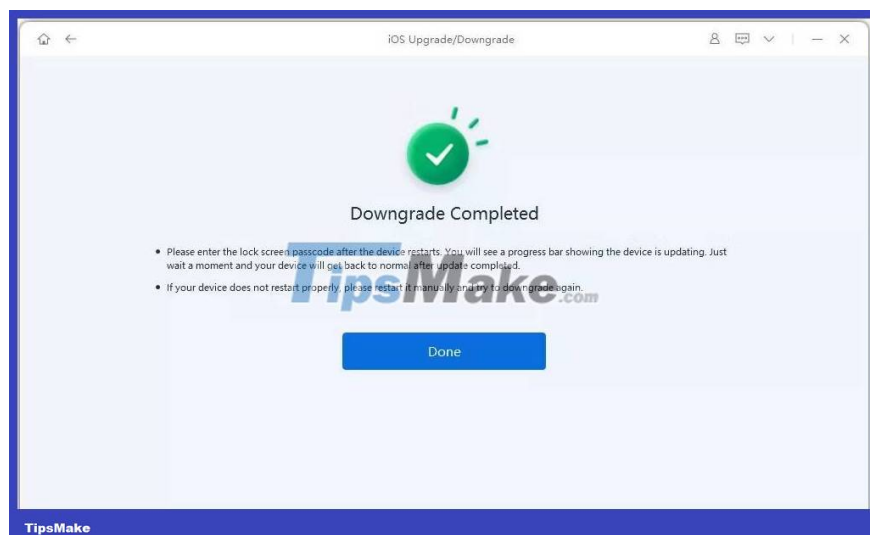 iOS Upgrade/Downgrade
Downgrade Completed
• Please enter the lock screen passcode after the device restarts. You will see a progress bar showing the device is updating. Just
wait a moment and your device will get back to normal after update completed.
• If your device does not restart properly, please restart it manually and try to downgrade again.
TipsMake.com
Done
TipsMake